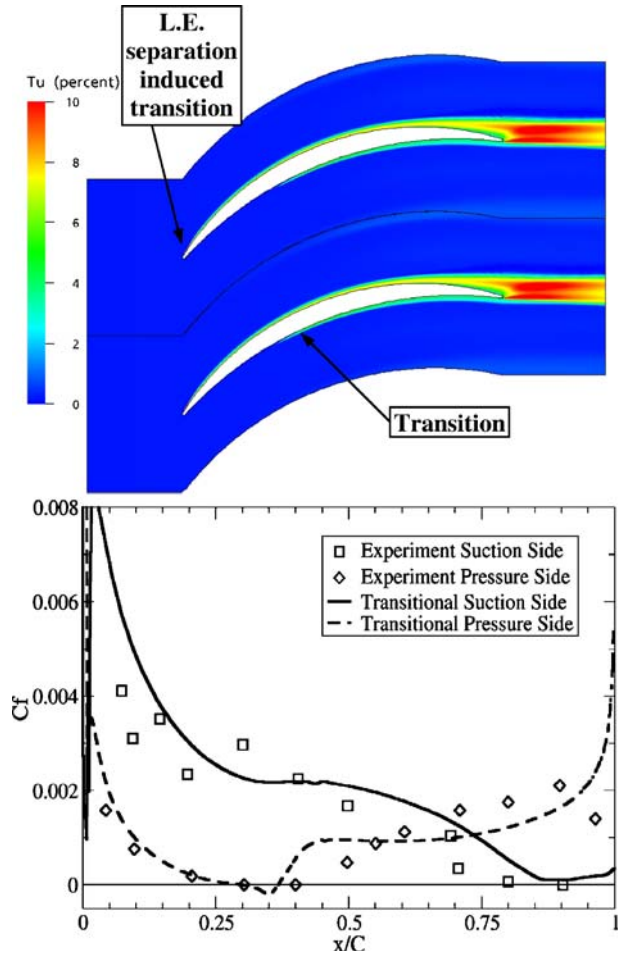 L.E.
separation
induced
transition
Tu (percent)
10
8
6
4
2
0
Transition
0.008
0.006
0.004
0.002
0
Cf
Experiment Suction Side
Experiment Pressure Side
Transitional Suction Side
Transitional Pressure Side
0
0.25
0.5
0.75
1
x/C